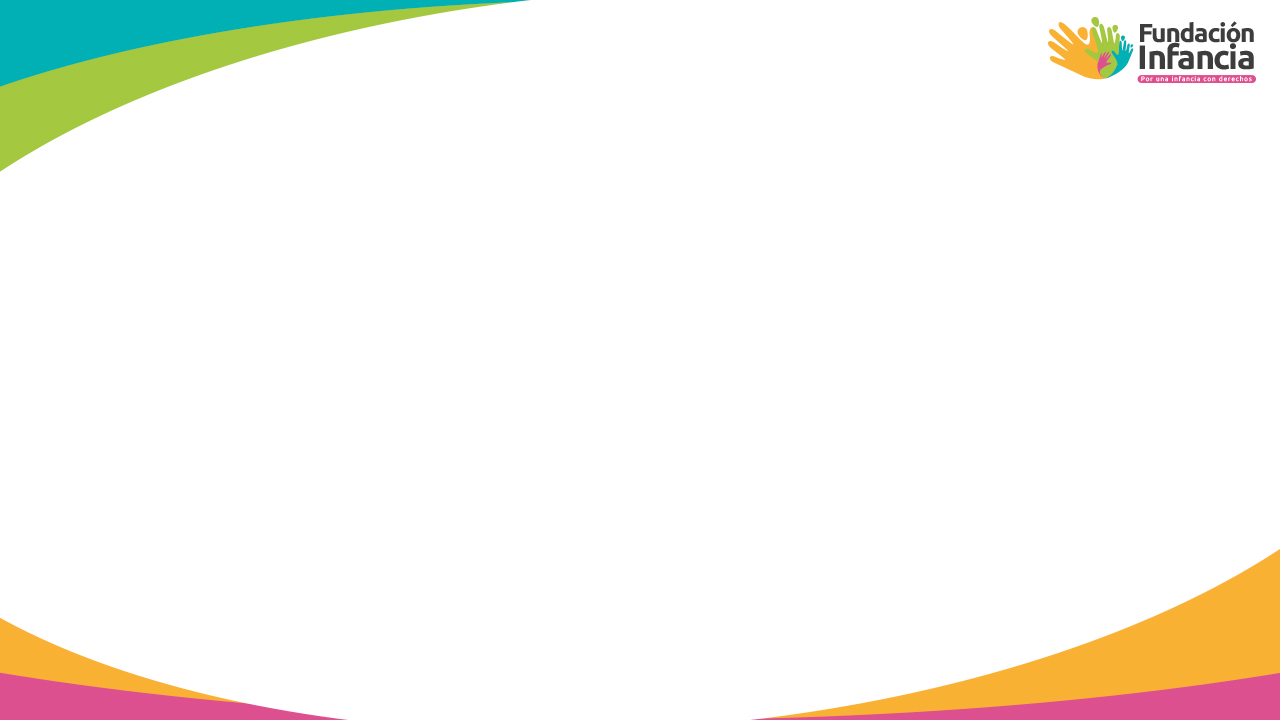 Fundación
Infancia
Por una infancia con derechos